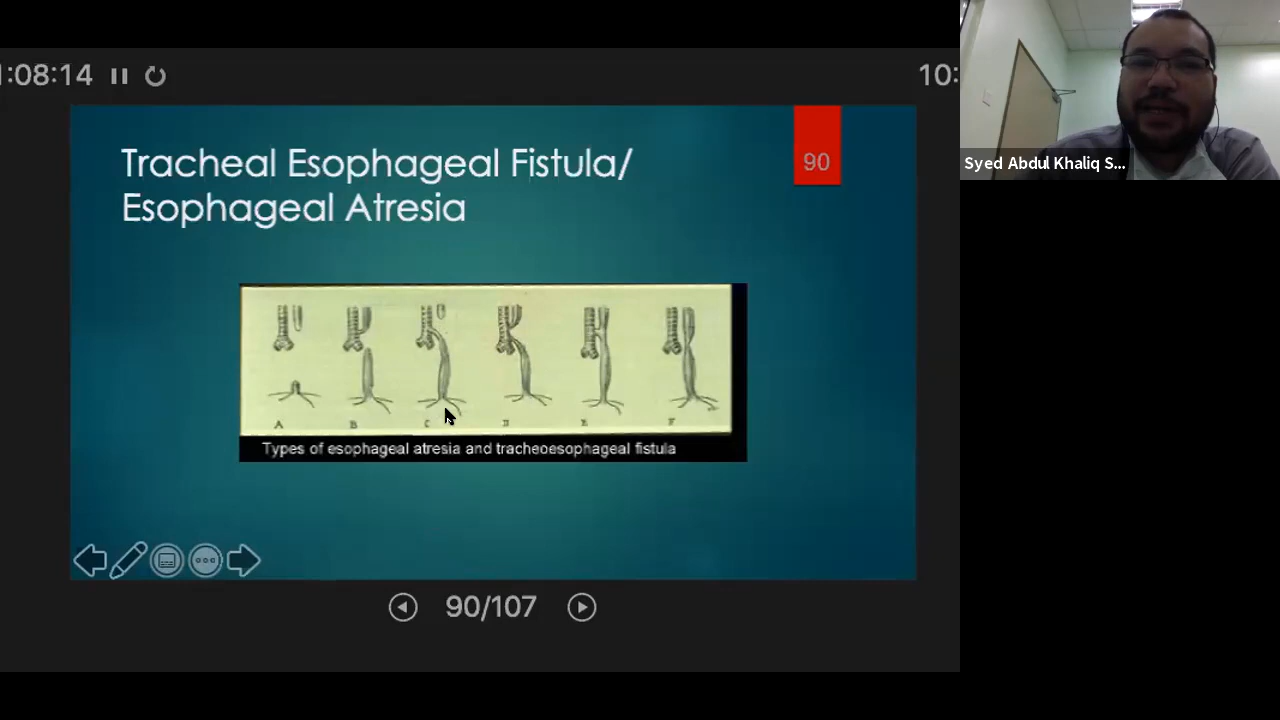 1:08:14
10:
Tracheal Esophageal Fistula/
Esophageal Atresia
90
Syed Abdul Khaliq S...
A B C D E F
Types of esophageal atresia and tracheoesophageal fistula
90/107